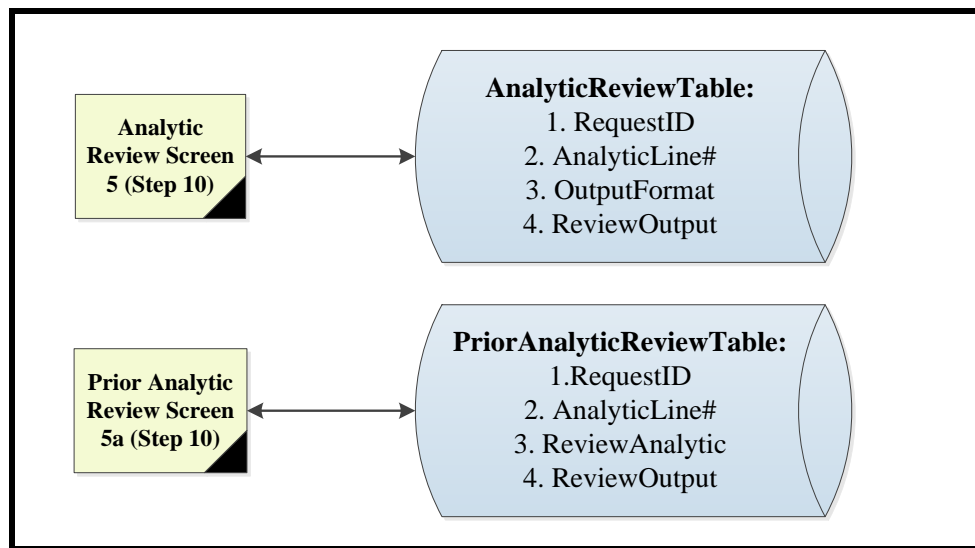 Analytic
Review Screen
5 (Step 10)
AnalyticReviewTable:
1. RequestID
2. AnalyticLine#
3. OutputFormat
4. ReviewOutput
Prior Analytic
Review Screen
5a (Step 10)
PriorAnalyticReviewTable:
1.RequestID
2. AnalyticLine#
3. ReviewAnalytic
4. ReviewOutput